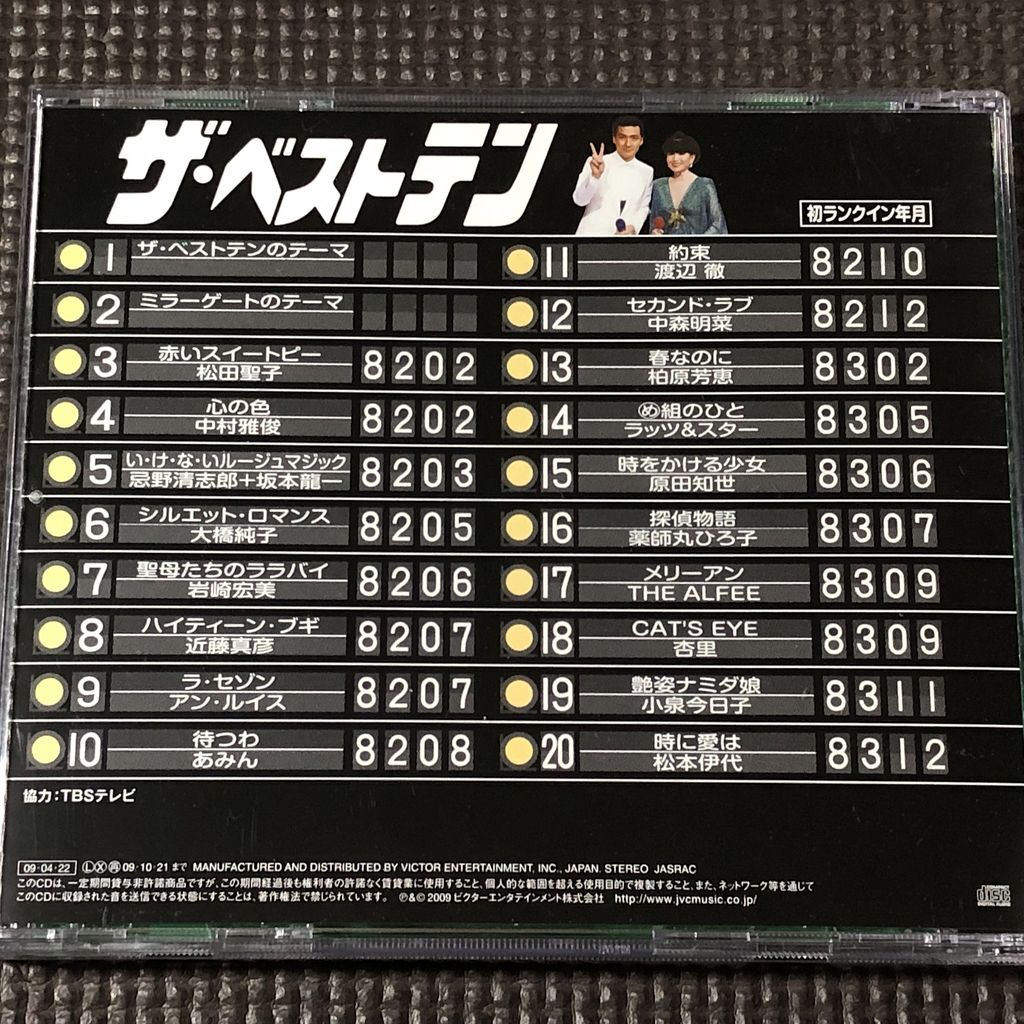 ザ・ベストテン
初ランクイン年月
1 ザ・ベストテンのテーマ
2 ミラーゲートのテーマ
3 赤いスイートピー
松田聖子 8202
4 心の色
中村雅俊 8202
5 い・け・な・いルージュマジック
忌野清志郎+坂本龍一 8203
6 シルエット・ロマンス
大橋純子 8205
7 聖母たちのララバイ
岩崎宏美 8206
8 ハイティーン・ブギ
近藤真彦 8207
9 ラ・セゾン
アン・ルイス 8207
10 待つわ
あみん 8208
11 約束
渡辺 徹 8210
12 セカンド・ラブ
中森明菜 8212
13 春なのに
柏原芳恵 8302
14 ㋱組のひと
ラッツ&スター 8305
15 時をかける少女
原田知世 8306
16 探偵物語
薬師丸ひろ子 8307
17 メリーアン
THE ALFEE 8309
18 CAT'S EYE
杏里 8309
19 艶姿ナミダ娘
小泉今日子 8311
20 時に愛は
松本伊代 8312
協力:TBSテレビ
09・04・22 ⓁⓍ㊁09・10・21まで MANUFACTURED AND DISTRIBUTED BY VICTOR ENTERTAINMENT, INC., JAPAN. STEREO JASRAC
このCDは、一定期間貸与非許諾商品ですが、この期間経過後も権利者の許諾なく賃貸業に使用すること、個人的な範囲を超える使用目的で複製すること、また、ネットワーク等を通じて
このCDに収録された音を送信できる状態にすることは、著作権法で禁じられています。 ℗&© 2009 ビクターエンタテインメント株式会社 http://www.jvcmusic.co.jp/
COMPACT
disc
DIGITAL AUDIO